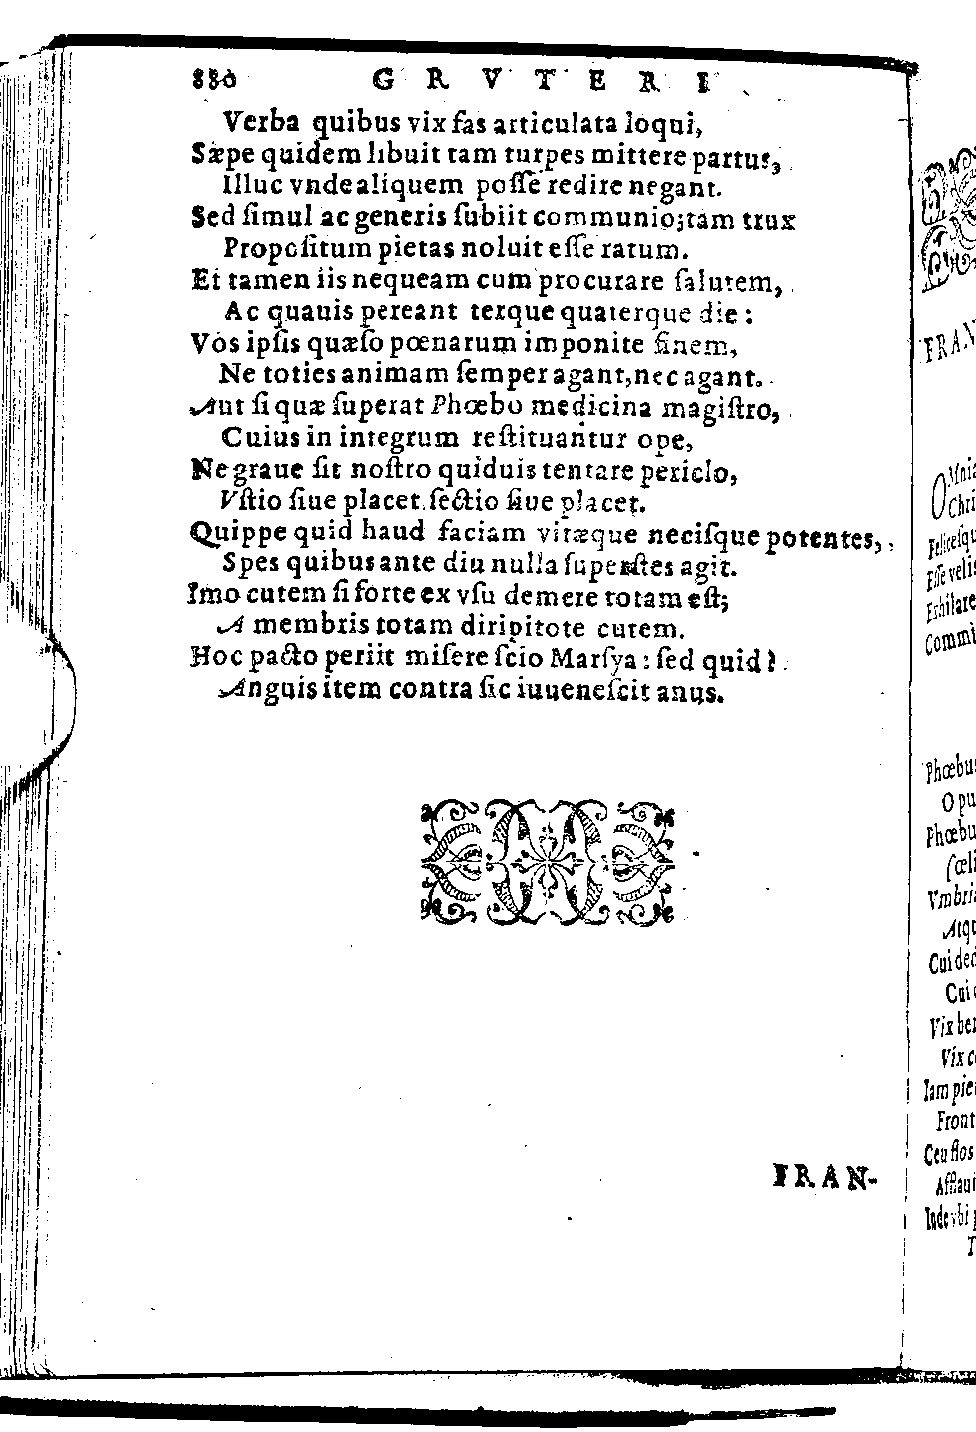 880 GRVTERI
Verba quibus vix fas articulata loqui,
Sæpe quidem libuit tam turpes mittere partus,
Illuc vnde aliquem poſſe redire negant.
Sed ſimul ac generis ſubiit communio; tam trux
Propoſitum pietas noluit eſſe ratum.
Et tamen iis nequeam cum procurare ſalutem,
Ac quauis pereant terque quaterque die:
Vos ipſis quæſo pœnarum imponite finem,
Ne toties animam ſemper agant, nec agant.
Aut ſi quæ ſuperat Phœbo medicina magiſtro,
Cuius in integrum reſtituantur ope,
Ne graue ſit noſtro quiduis tentare periclo,
Vſtio ſiue placet, ſectio ſiue placet.
Quippe quid haud faciam vitæque neciſque potentes,
Spes quibus ante diu nulla ſuperſtes agit.
Imo cutem ſi forte ex vſu demere totam eſt;
A membris totam diripitote cutem.
Hoc pacto periit miſere ſcio Marſya: ſed quid?
Anguis item contra ſic iuueneſcit anus.
FRAN-
FRAN
Omnia
Chri
Feliceſqu
Eſſe velis
Exhilare
Commi
Phœbus
O pu
Phœbu
Cœli
Vmbria
Atqu
Cui dec
Cui
Vix ber
Vix c
Iam pie
Front
Ceu flos
Afflaui
Inde vbi
T